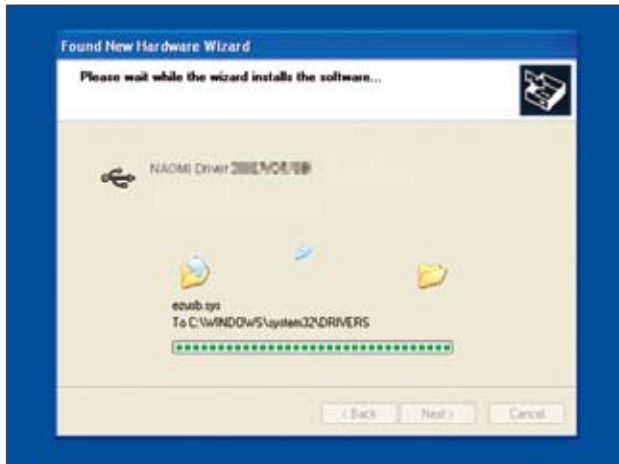 Found New Hardware Wizard
Please wait while the wizard installs the software...
NAOMI Driver
ezusb.sys
To C:\WINDOWS\system32\DRIVERS
< Back
Next >
Cancel